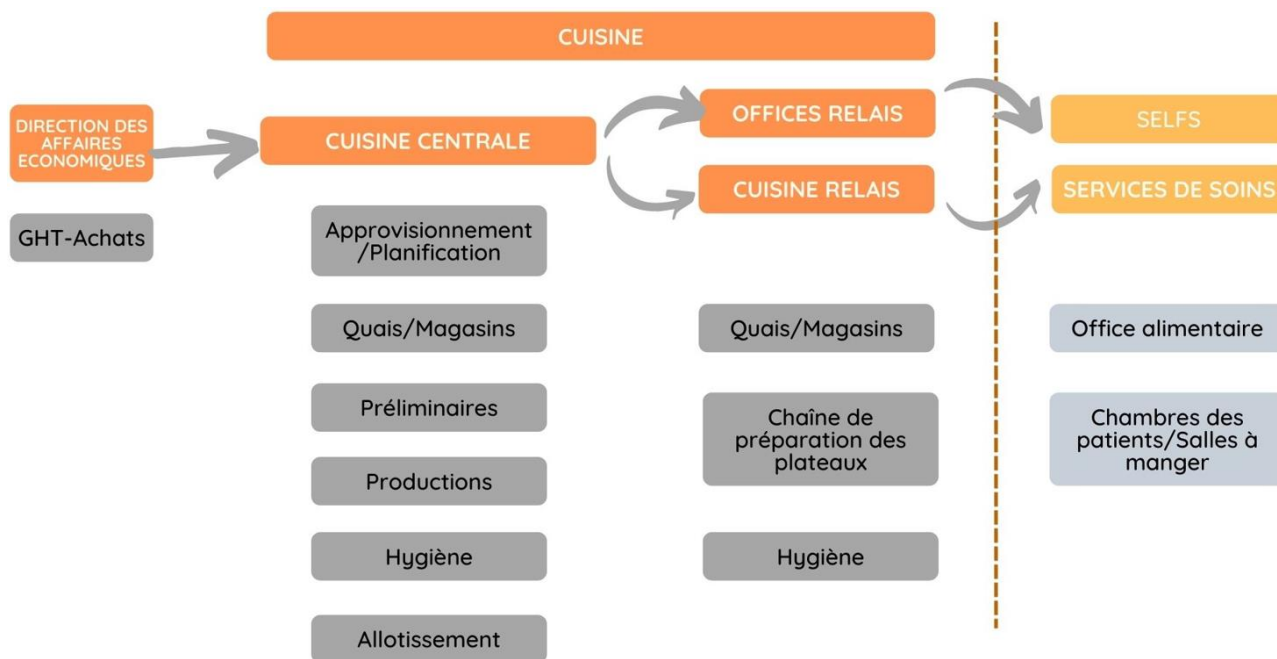 CUISINE
DIRECTION DES
AFFAIRES
ECONOMIQUES
CUISINE CENTRALE
OFFICES RELAIS
CUISINE RELAIS
SELFS
SERVICES DE SOINS
GHT-Achats
Approvisionnement
/Planification
Quais/Magasins
Préliminaires
Productions
Hygiène
Allotissement
Quais/Magasins
Chaîne de
préparation des
plateaux
Hygiène
Office alimentaire
Chambres des
patients/Salles à
manger